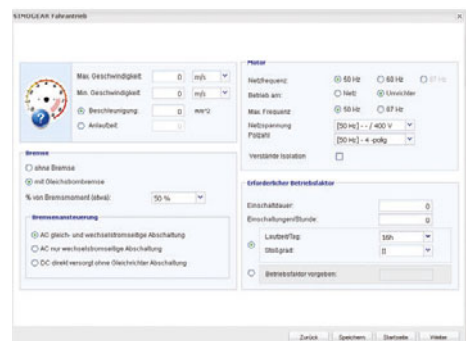 SIMOGEAR Fahrantrieb
Max. Geschwindigkeit: 0 m/s
Min. Geschwindigkeit: 0 m/s
Beschleunigung: 0
Anlaufzeit: 0
Motor
Netzfrequenz: 50 Hz 60 Hz 87 Hz
Betrieb am: Netz Umrichter
Max. Frequenz 50 Hz 87 Hz
Netzspannung [50 Hz] - - / 400 V
Polzahl [50 Hz] - 4 -polig
Verstärkte Isolation
Bremse
ohne Bremse
mit Gleichstrombremse
% von Bremsmoment (etwa): 50 %
Bremsenansteuerung
AC gleich- und wechselstromseitige Abschaltung
AC nur wechselstromseitige Abschaltung
DC direkt versorgt ohne Gleichrichter Abschaltung
Erforderlicher Betriebsfaktor
Einschaltdauer: 0
Einschaltungen/Stunde: 0
Laufzeit/Tag: 16h
Stoßgrad: II
Betriebsfaktor vorgeben:
Zurück Speichern Startseite Weiter